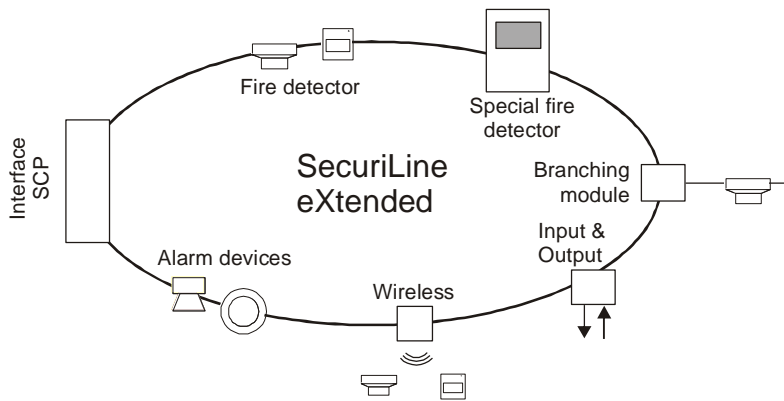 Fire detector
Special fire
detector
Interface
SCP
SecuriLine
eXtended
Branching
module
Input &
Output
Alarm devices
Wireless